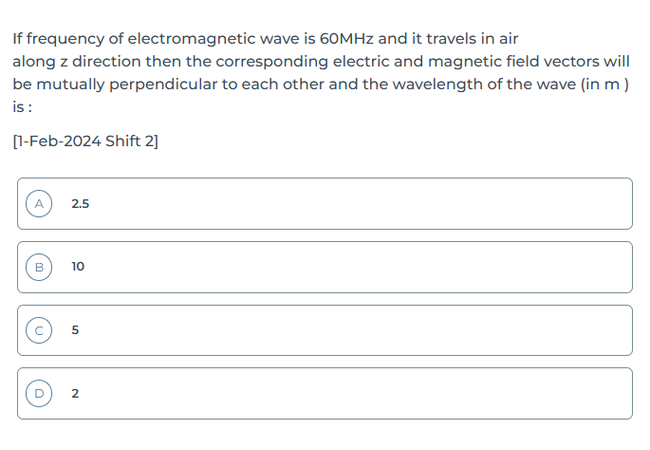 If frequency of electromagnetic wave is 60MHz and it travels in air
along z direction then the corresponding electric and magnetic field vectors will
be mutually perpendicular to each other and the wavelength of the wave (in m )
is :
[1-Feb-2024 Shift 2]
A 2.5
B 10
C 5
D 2